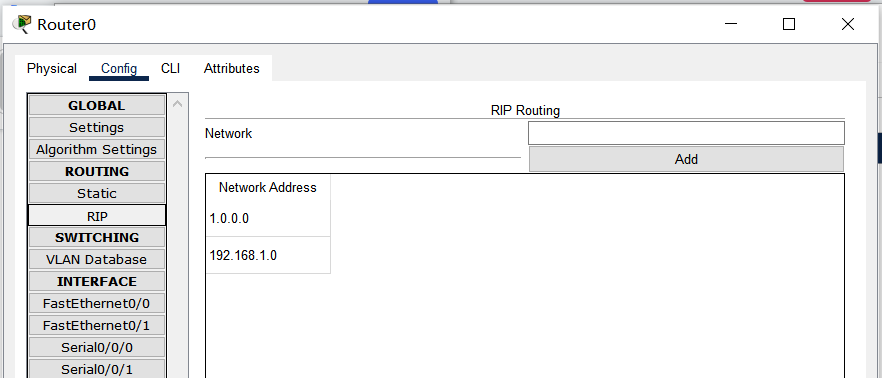 Router0
Physical Config CLI Attributes
GLOBAL
Settings
Algorithm Settings
ROUTING
Static
RIP
SWITCHING
VLAN Database
INTERFACE
FastEthernet0/0
FastEthernet0/1
Serial0/0/0
Serial0/0/1
RIP Routing
Network
Add
Network Address
1.0.0.0
192.168.1.0